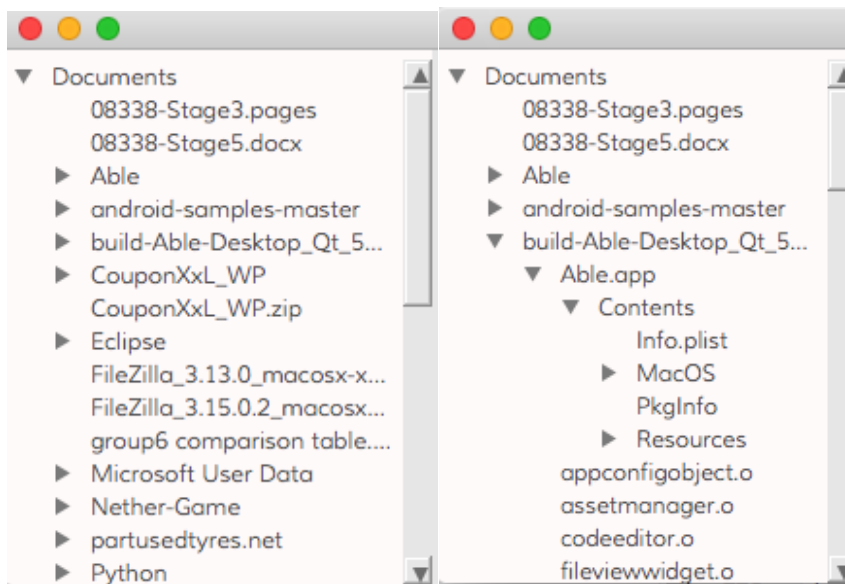 Documents
08338-Stage3.pages
08338-Stage5.docx
Able
android-samples-master
build-Able-Desktop_Qt_5...
CouponXxL_WP
CouponXxL_WP.zip
Eclipse
FileZilla_3.13.0_macosx-x...
FileZilla_3.15.0.2_macosx...
group6 comparison table....
Microsoft User Data
Nether-Game
partusedtyres.net
Python
Documents
08338-Stage3.pages
08338-Stage5.docx
Able
android-samples-master
build-Able-Desktop_Qt_5...
Able.app
Contents
Info.plist
MacOS
PkgInfo
Resources
appconfigobject.o
assetmanager.o
codeeditor.o
fileviewwidget.o